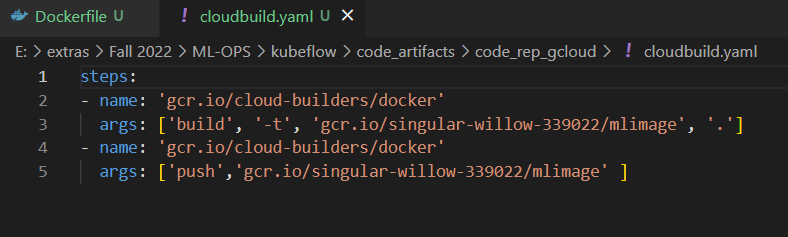 Dockerfile U ! cloudbuild.yaml U ×
E: > extras > Fall 2022 > ML-OPS > kubeflow > code_artifacts > code_rep_gcloud > ! cloudbuild.yaml
1 steps:
2 - name: 'gcr.io/cloud-builders/docker'
3 args: ['build', '-t', 'gcr.io/singular-willow-339022/mlimage', '.']
4 - name: 'gcr.io/cloud-builders/docker'
5 args: ['push','gcr.io/singular-willow-339022/mlimage' ]